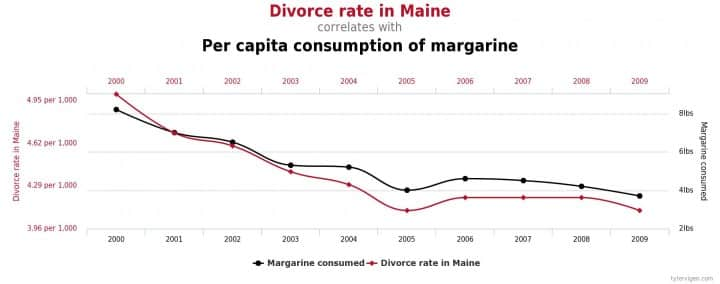 Divorce rate in Maine
correlates with
Per capita consumption of margarine
2000 2001 2002 2003 2004 2005 2006 2007 2008 2009
4.95 per 1,000
4.62 per 1,000
4.29 per 1,000
3.96 per 1,000
Divorce rate in Maine
8lbs
6lbs
4lbs
2lbs
Margarine consumed
2000 2001 2002 2003 2004 2005 2006 2007 2008 2009
Margarine consumed Divorce rate in Maine
tylervigen.com